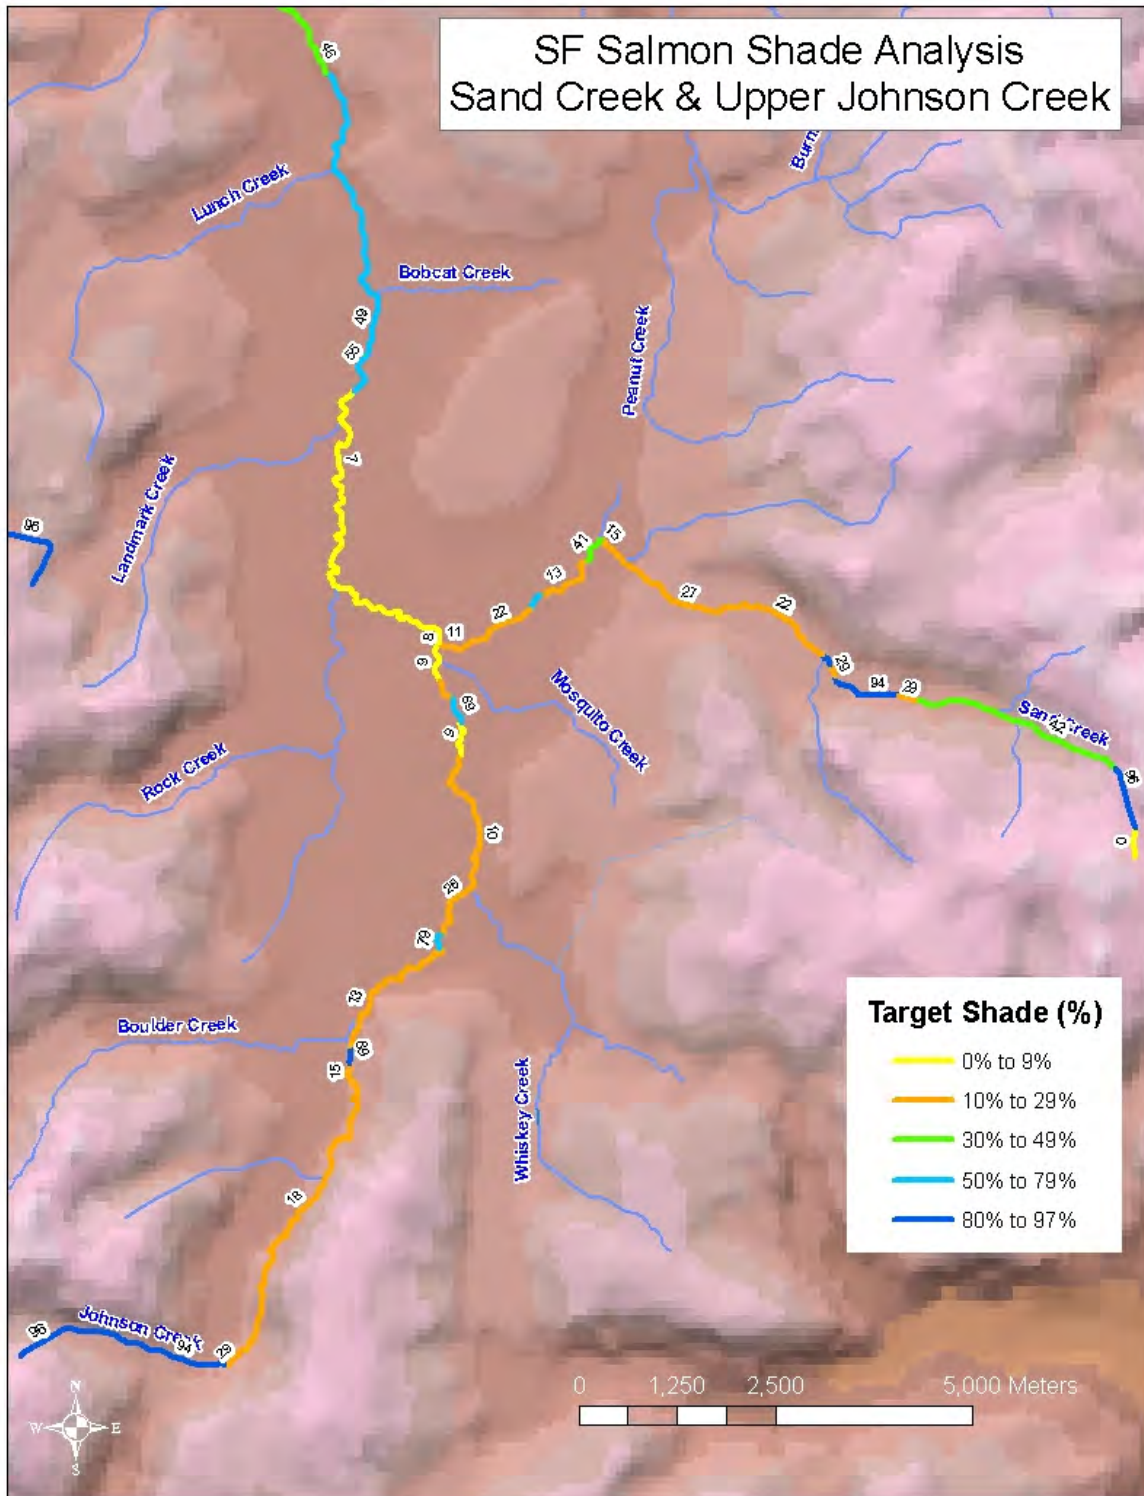 SF Salmon Shade Analysis
Sand Creek & Upper Johnson Creek
46
Burn
Lunch Creek
Bobcat Creek
49
55
Peanut Creek
7
Landmark Creek
96
41
15
13
27
22
22
11
8
9
29
Mosquito Creek
94
29
69
Sand Creek
42
9
Rock Creek
10
0
26
79
13
Target Shade (%)
Boulder Creek
89
15
0% to 9%
Whiskey Creek
10% to 29%
30% to 49%
50% to 79%
18
80% to 97%
Johnson Creek
96
94
29
N
W E
S
0 1,250 2,500 5,000 Meters